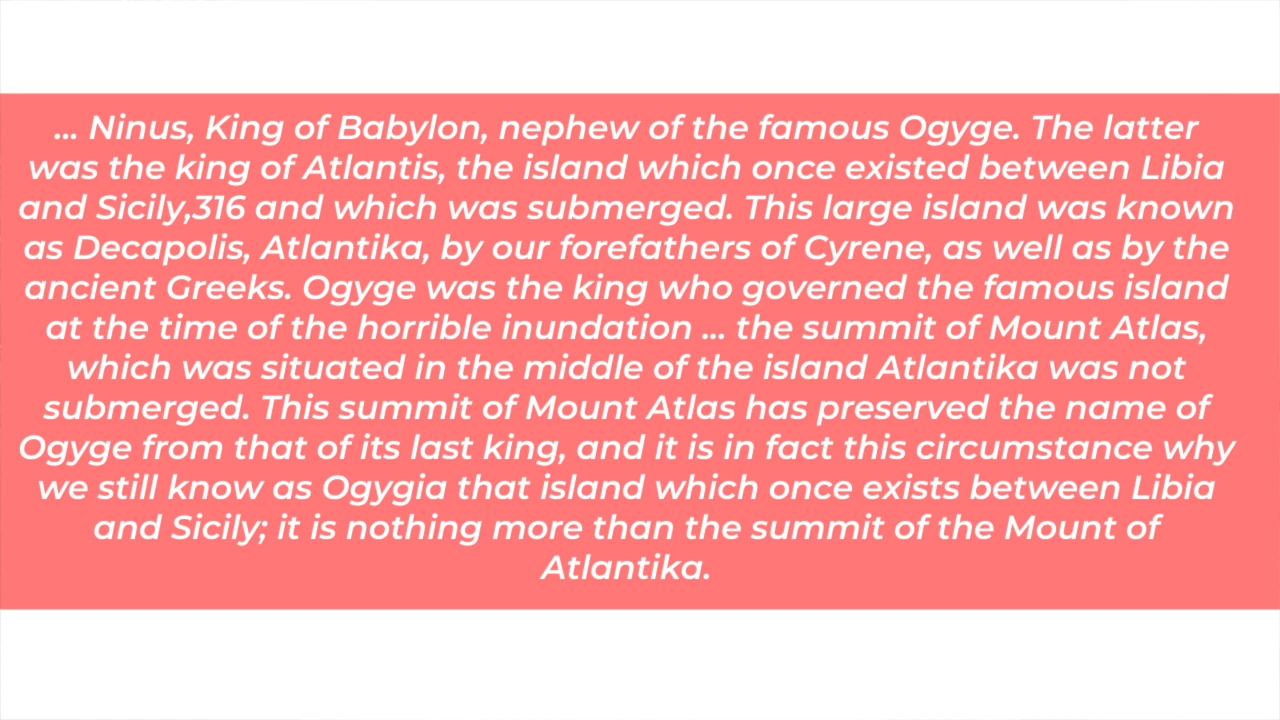 ... Ninus, King of Babylon, nephew of the famous Ogyge. The latter
was the king of Atlantis, the island which once existed between Libia
and Sicily,316 and which was submerged. This large island was known
as Decapolis, Atlantika, by our forefathers of Cyrene, as well as by the
ancient Greeks. Ogyge was the king who governed the famous island
at the time of the horrible inundation ... the summit of Mount Atlas,
which was situated in the middle of the island Atlantika was not
submerged. This summit of Mount Atlas has preserved the name of
Ogyge from that of its last king, and it is in fact this circumstance why
we still know as Ogygia that island which once exists between Libia
and Sicily; it is nothing more than the summit of the Mount of
Atlantika.